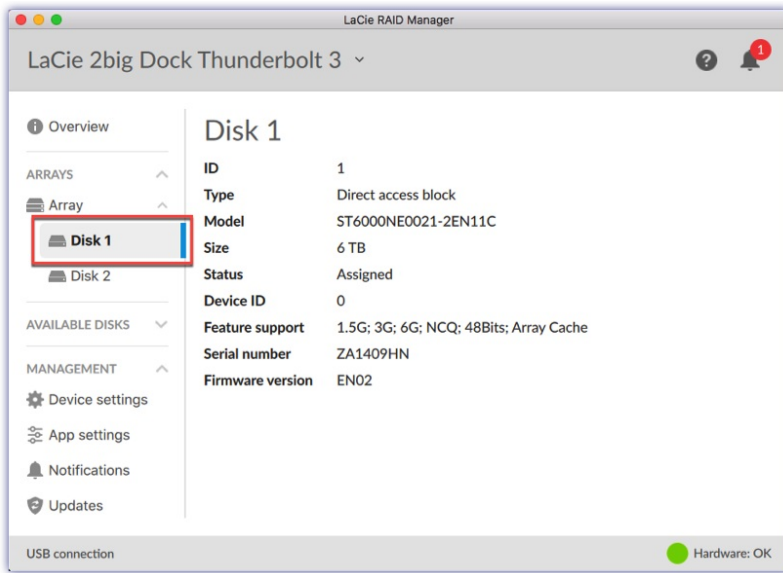 LaCie RAID Manager
LaCie 2big Dock Thunderbolt 3
1
Overview
ARRAYS
Array
Disk 1
Disk 2
AVAILABLE DISKS
MANAGEMENT
Device settings
App settings
Notifications
Updates
Disk 1
ID 1
Type Direct access block
Model ST6000NE0021-2EN11C
Size 6 TB
Status Assigned
Device ID 0
Feature support 1.5G; 3G; 6G; NCQ; 48Bits; Array Cache
Serial number ZA1409HN
Firmware version EN02
USB connection
Hardware: OK